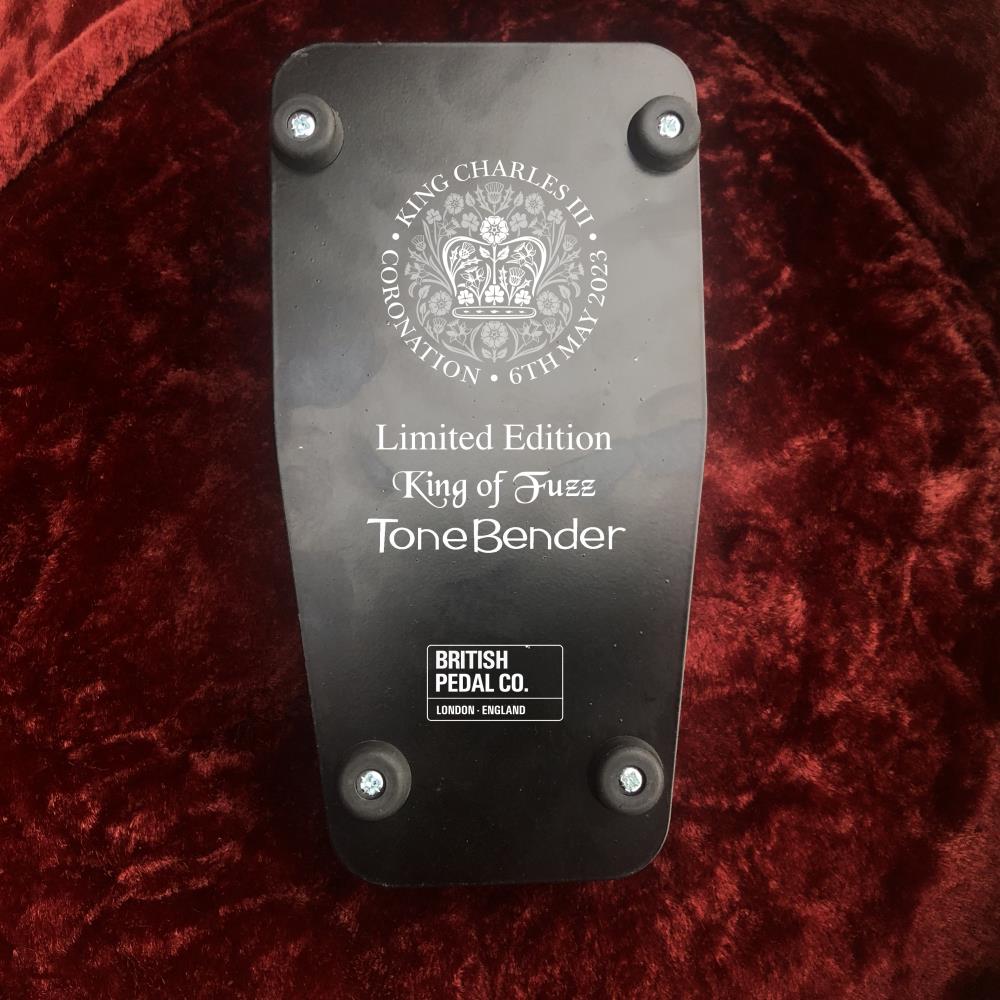 KING CHARLES III
CORONATION • 6TH MAY 2023
Limited Edition
King of Fuzz
ToneBender
BRITISH
PEDAL CO.
LONDON · ENGLAND